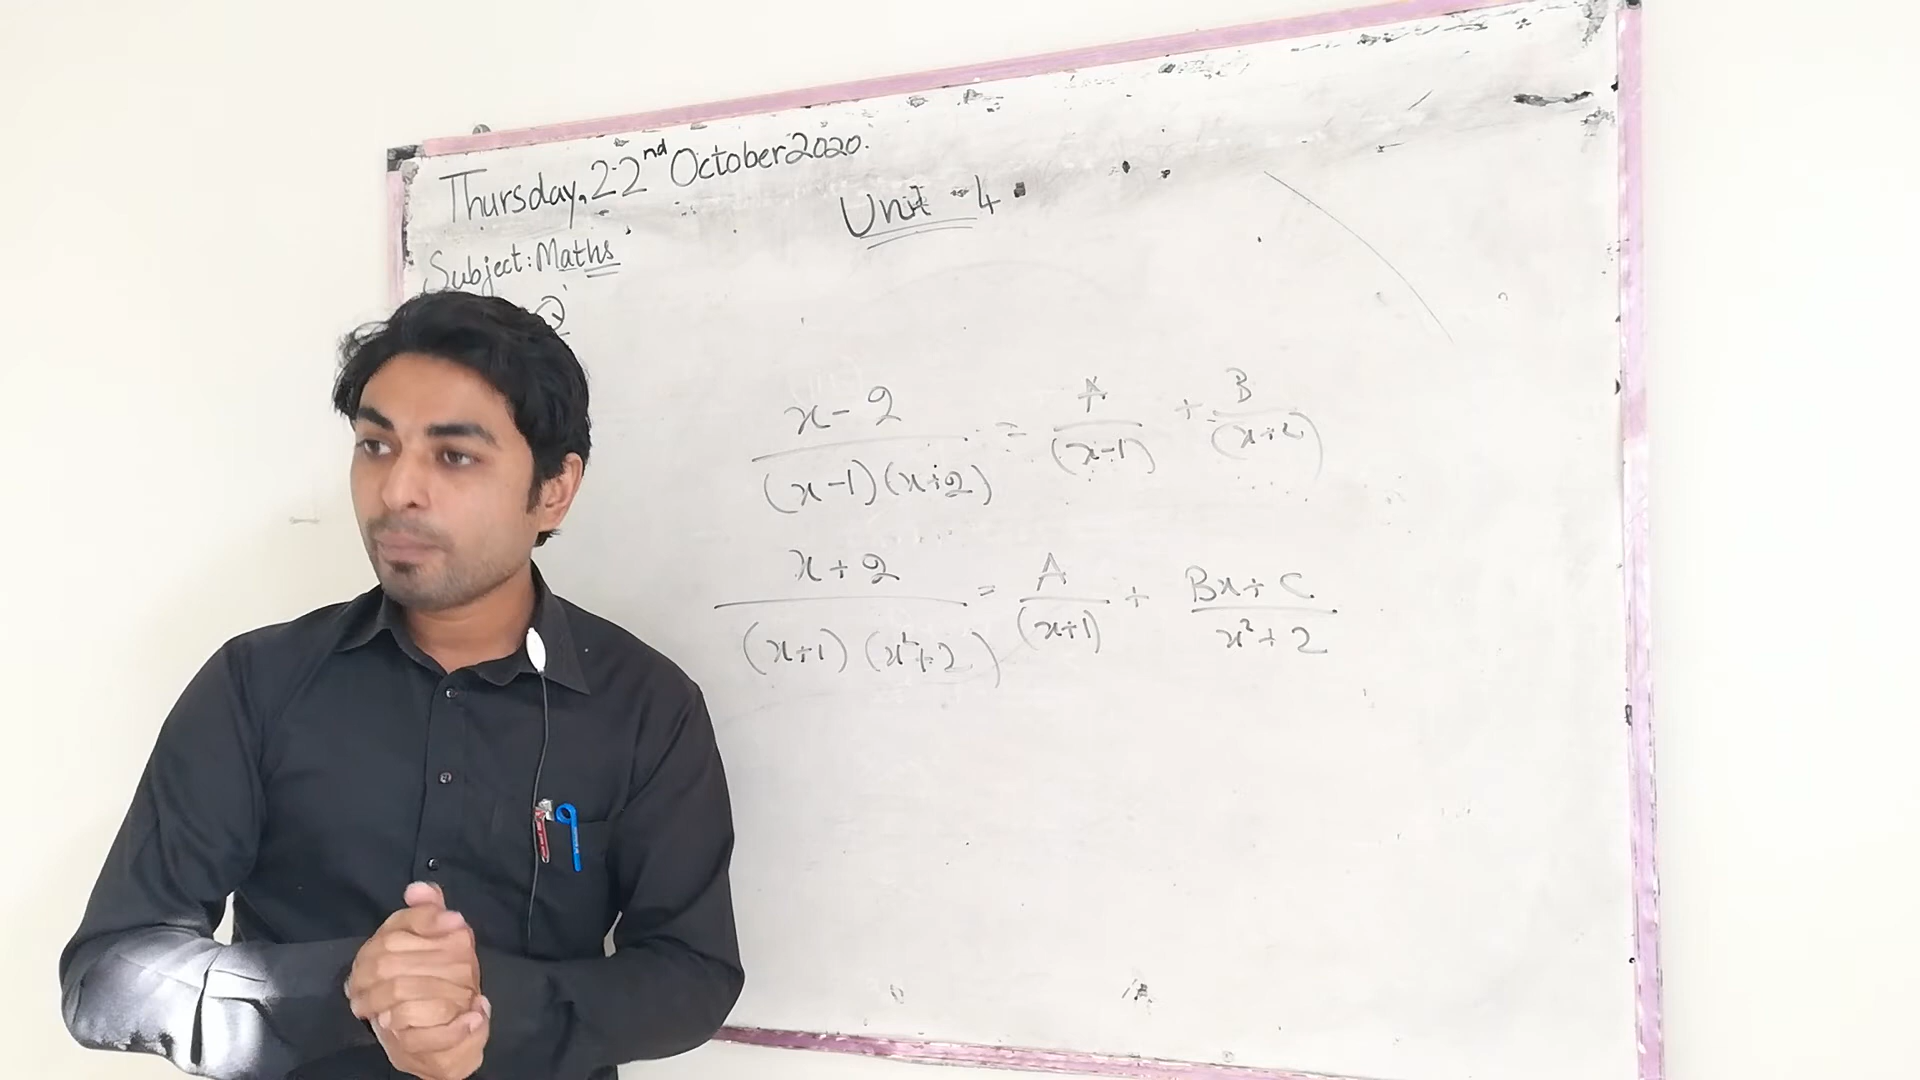 Thursday, 22nd October 2020.
Unit - 4
Subject: Maths
Q
x - 2 / (x-1)(x+2) = A / (x-1) + B / (x+2)
x + 2 / (x+1)(x²+2) = A / (x+1) + Bx + C / x² + 2